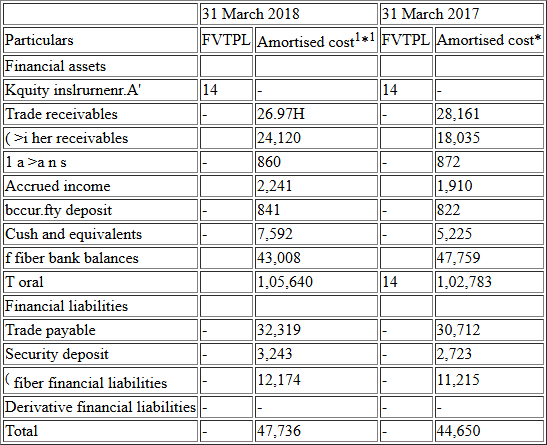 31 March 2018 31 March 2017
Particulars FVTPL Amortised cost1*1 FVTPL Amortised cost*
Financial assets
Kquity inslrurnenr.A' 14 - 14 -
Trade receivables - 26.97H - 28,161
( >i her receivables 24,120 18,035
1 a >a n s 860 - 872
Accrued income 2,241 1,910
bccur.fty deposit - 841 - 822
Cush and equivalents - 7,592 - 5,225
f fiber bank balances 43,008 47,759
T oral 1,05,640 14 1,02,783
Financial liabilities
Trade payable - 32,319 - 30,712
Security deposit - 3,243 - 2,723
( fiber financial liabilities - 12,174 - 11,215
Derivative financial liabilities - - - -
Total - 47,736 - 44,650